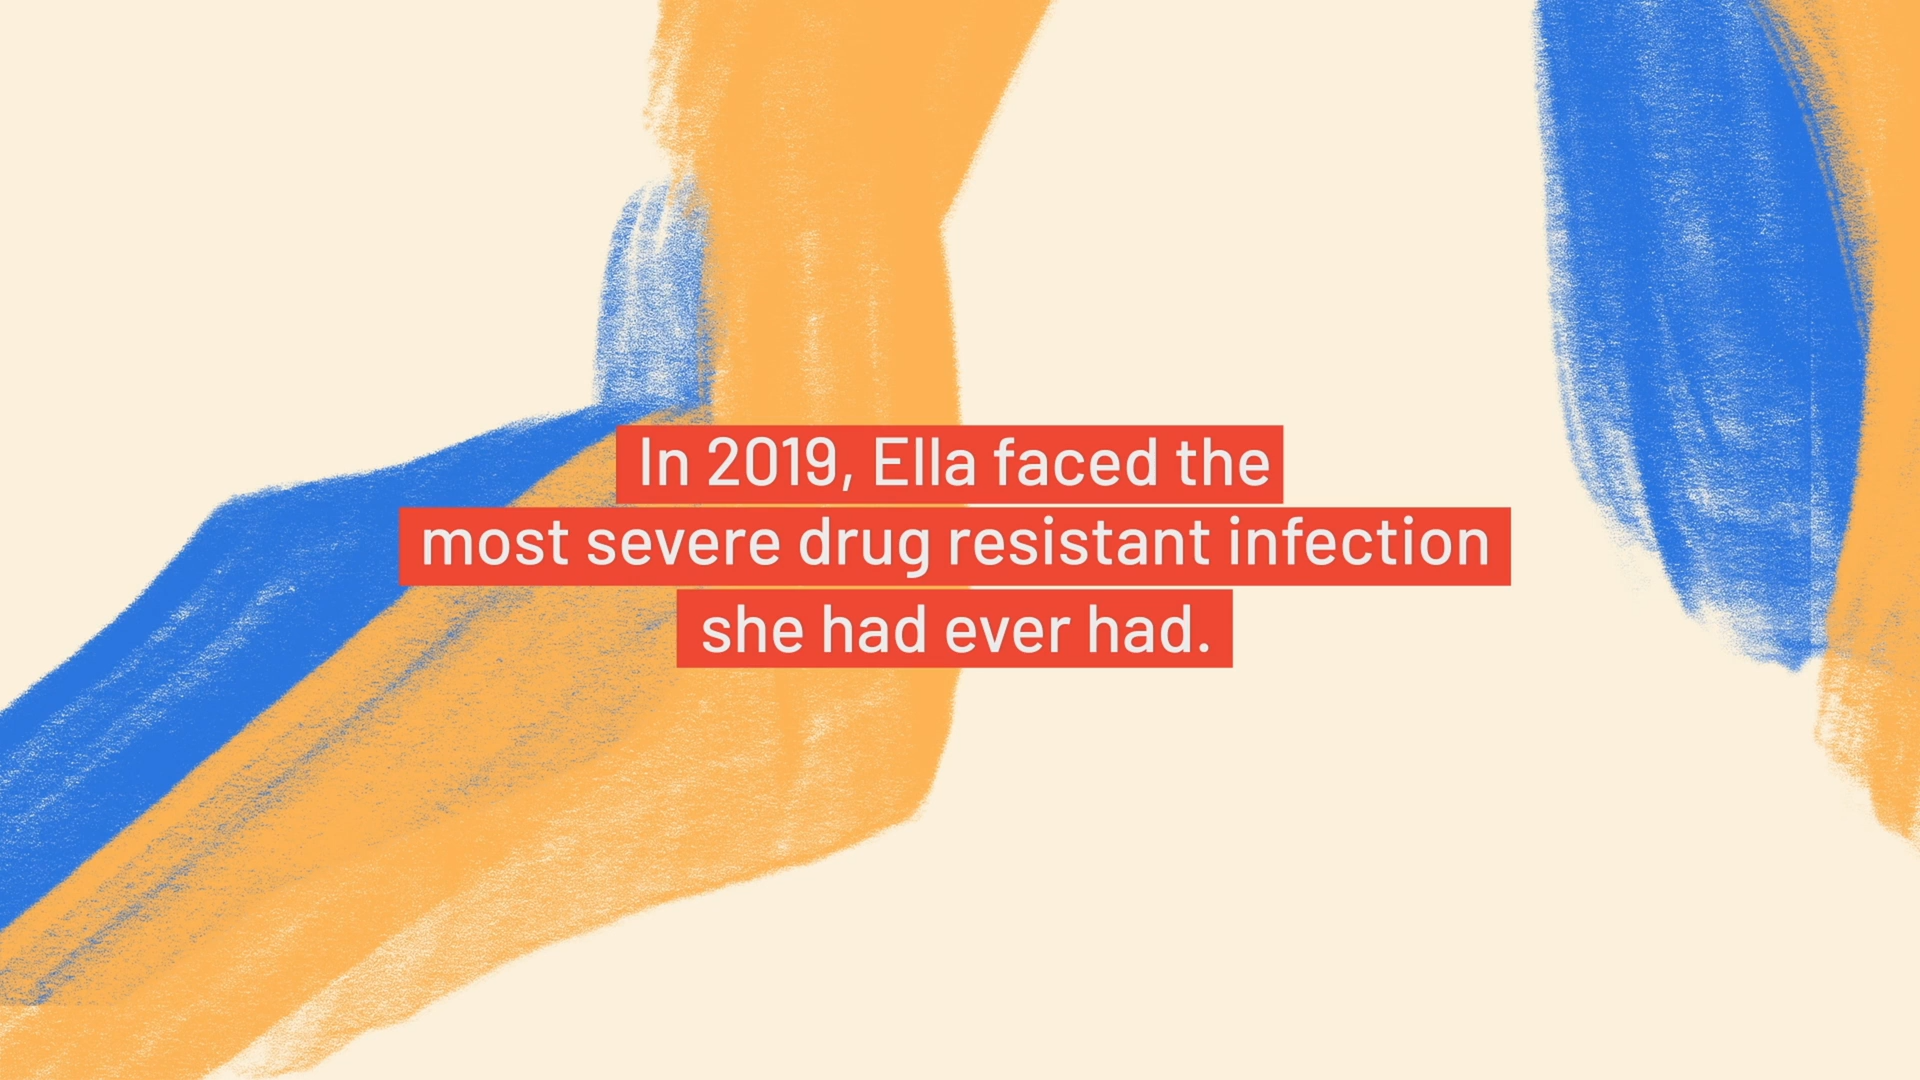 In 2019, Ella faced the
most severe drug resistant infection
she had ever had.